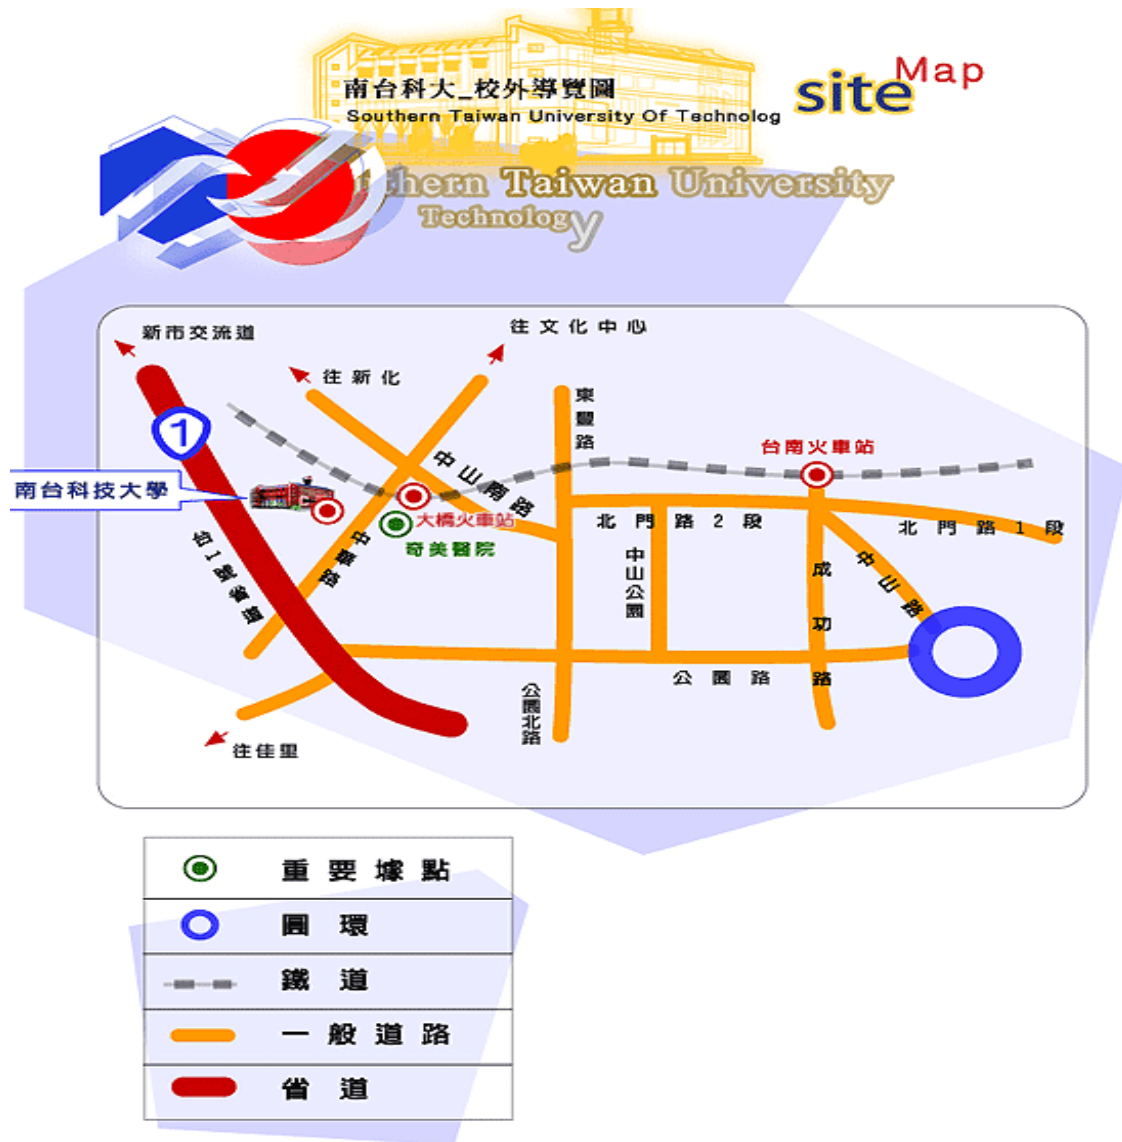 南台科大_校外導覽圖
Southern Taiwan University Of Technolog
site Map
thern Taiwan University
Technology
新市交流道
往文化中心
往新化
東豐路
1
台南火車站
中山南路
南台科技大學
大橋火車站
奇美醫院
北門路2段
北門路1段
中華路
台1號省道
中山公園
成功路
中山路
公園路
公園北路
往佳里
重要墟點
圓環
鐵道
一般道路
省道